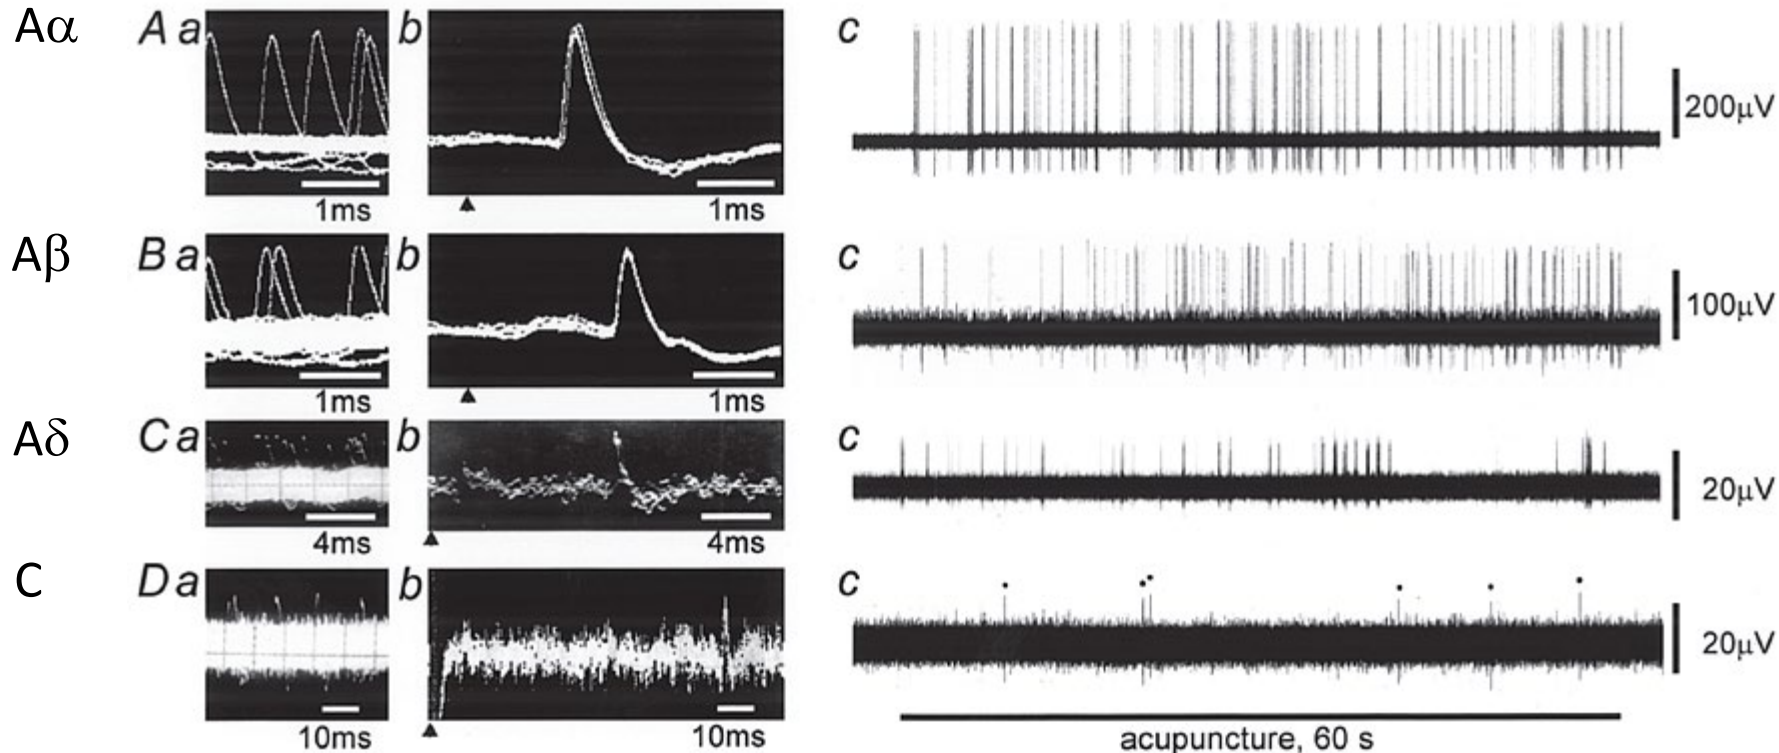 Aα A a b c 200μV
1ms 1ms
Aβ B a b c 100μV
1ms 1ms
Aδ C a b c 20μV
4ms 4ms
C D a b c 20μV
10ms 10ms
acupuncture, 60 s